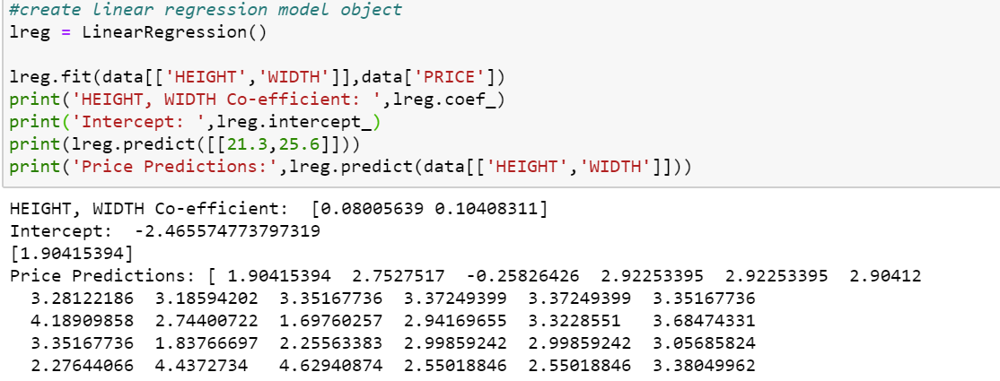 #create linear regression model object
lreg = LinearRegression()
lreg.fit(data[['HEIGHT','WIDTH']],data['PRICE'])
print('HEIGHT, WIDTH Co-efficient: ',lreg.coef_)
print('Intercept: ',lreg.intercept_)
print(lreg.predict([[21.3,25.6]]))
print('Price Predictions:',lreg.predict(data[['HEIGHT','WIDTH']]))
HEIGHT, WIDTH Co-efficient:  [0.08005639 0.10408311]
Intercept:  -2.465574773797319
[1.90415394]
Price Predictions: [ 1.90415394  2.7527517  -0.25826426  2.92253395  2.92253395  2.90412
  3.28122186  3.18594202  3.35167736  3.37249399  3.37249399  3.35167736
  4.18909858  2.74400722  1.69760257  2.94169655  3.3228551   3.68474331
  3.35167736  1.83766697  2.25563383  2.99859242  2.99859242  3.05685824
  2.27644066  4.4372734   4.62940874  2.55018846  2.55018846  3.38049962